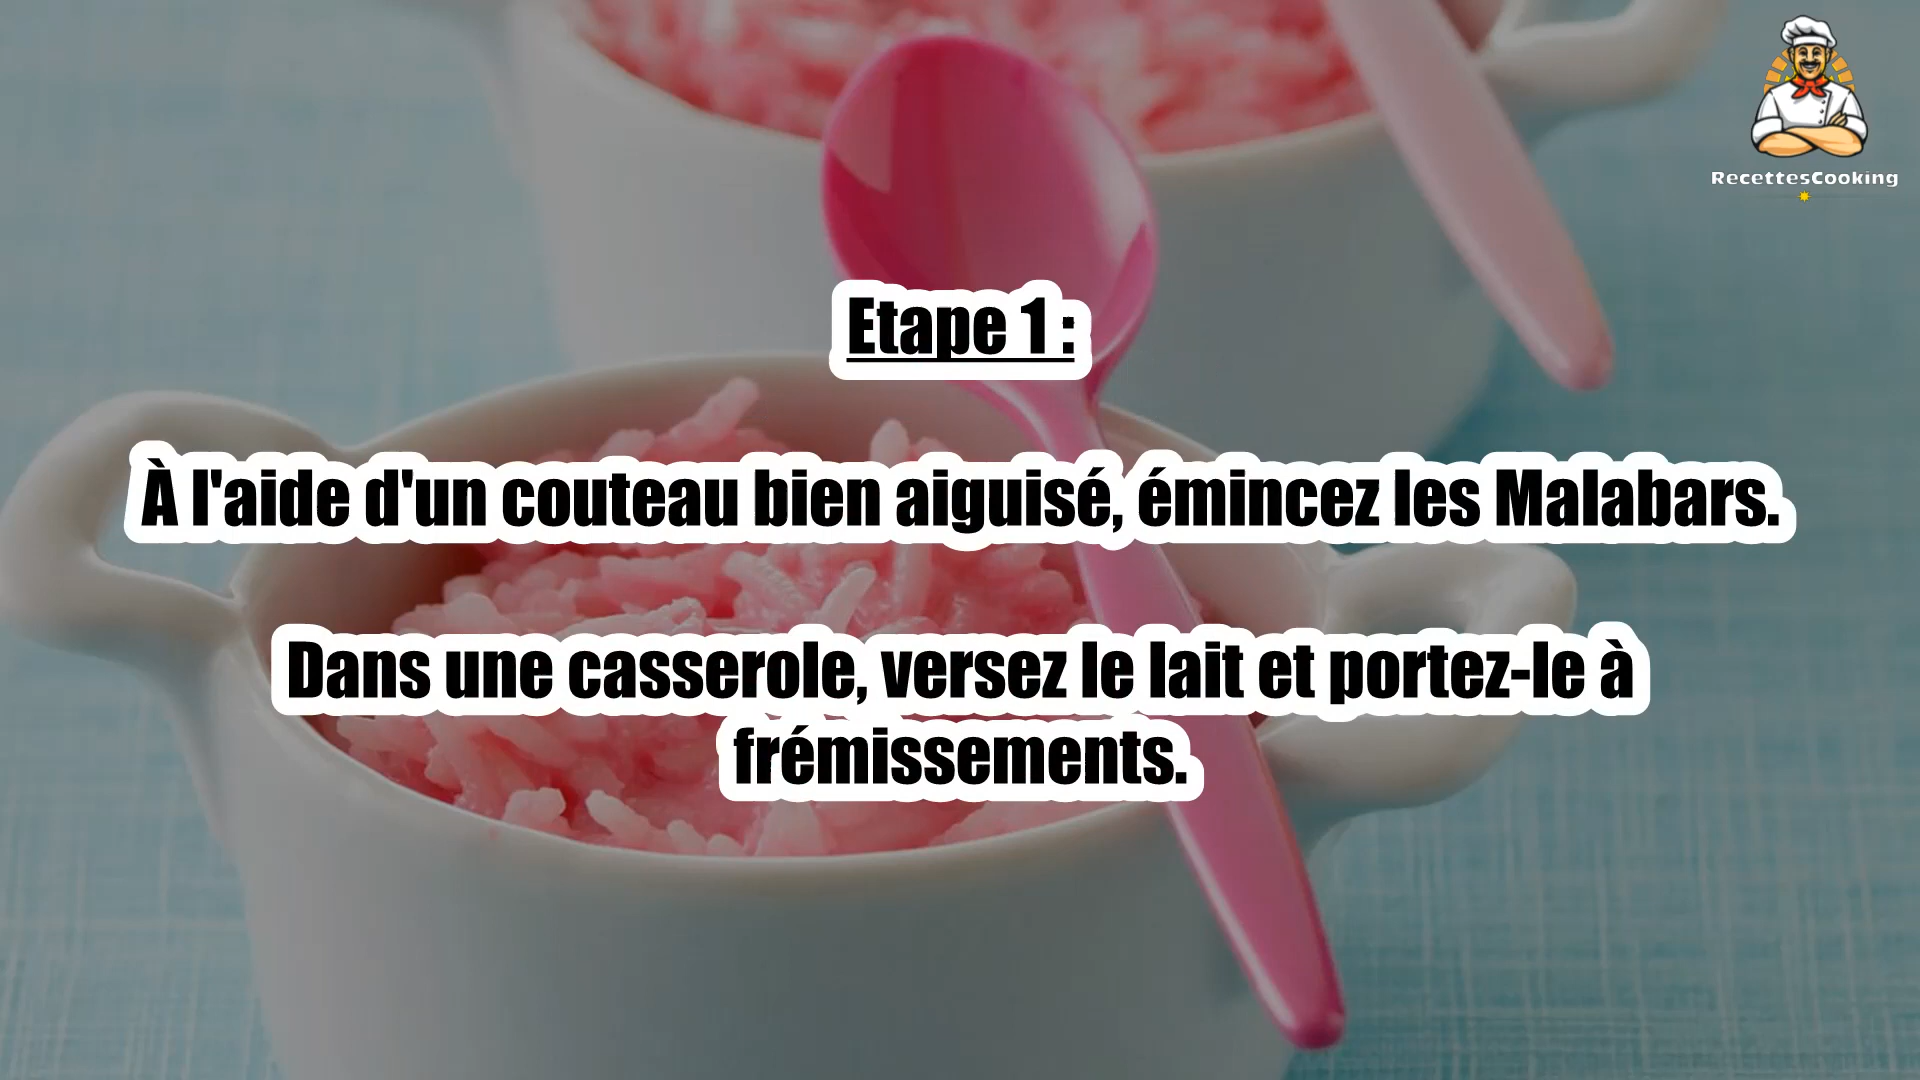 RecettesCooking
Etape 1 :
À l'aide d'un couteau bien aiguisé, émincez les Malabars.
Dans une casserole, versez le lait et portez-le à
frémissements.